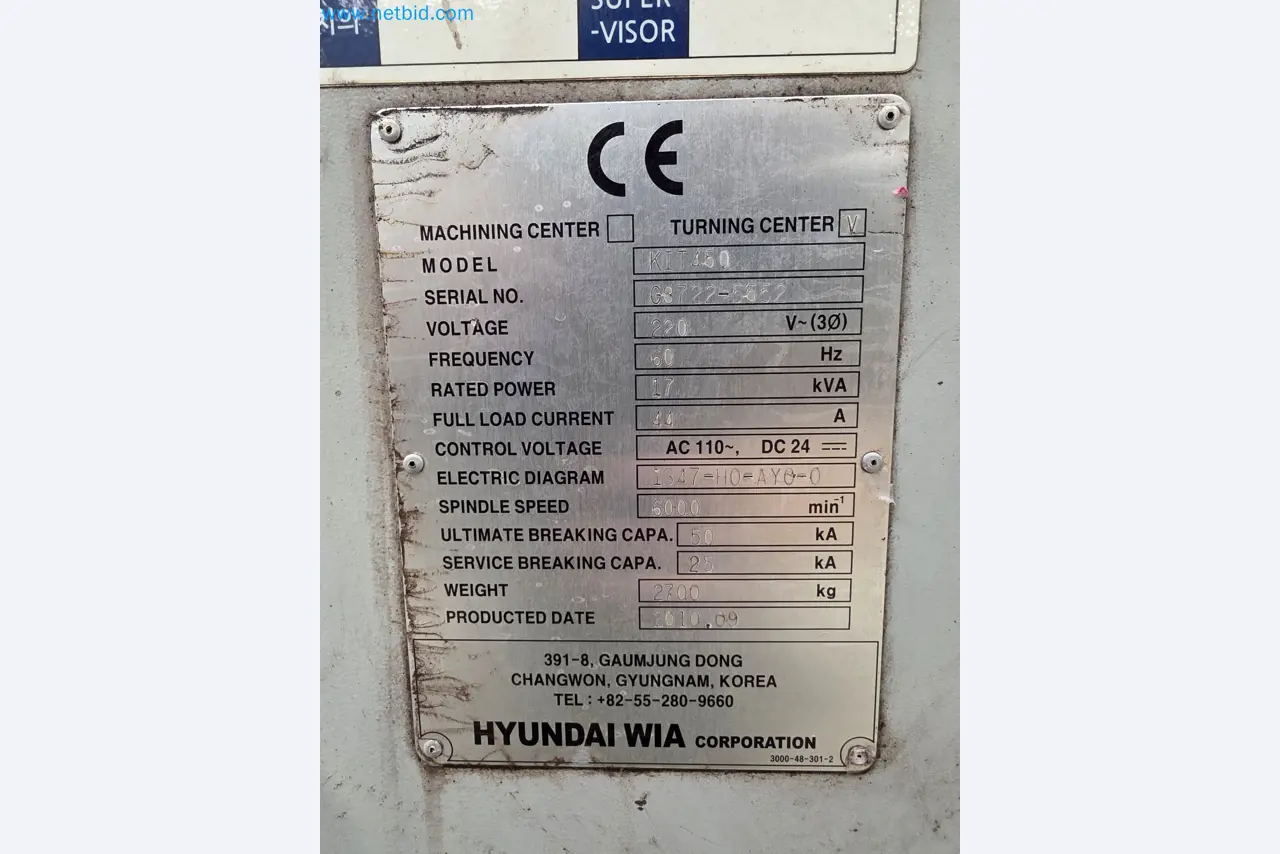 www.netbid.com
SUPER
-VISOR
CE
MACHINING CENTER TURNING CENTER V
MODEL KIT450
SERIAL NO.
VOLTAGE 220 V~(3Ø)
FREQUENCY 60 Hz
RATED POWER 17 kVA
FULL LOAD CURRENT 44 A
CONTROL VOLTAGE AC 110~, DC 24 ⎓
ELECTRIC DIAGRAM
SPINDLE SPEED 6000 min⁻¹
ULTIMATE BREAKING CAPA. 50 kA
SERVICE BREAKING CAPA. 25 kA
WEIGHT 2700 kg
PRODUCTED DATE 2010.09
391-8, GAUMJUNG DONG
CHANGWON, GYUNGNAM, KOREA
TEL : +82-55-280-9660
HYUNDAI WIA CORPORATION
3000-48-301-2